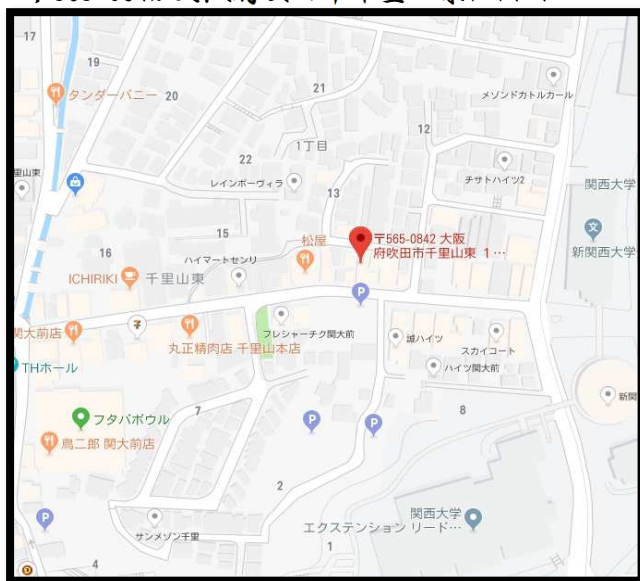 17
19
タンダーパニー
20
21
メゾンドカトルカール
12
1丁目
22
レインボーヴィラ
チサトハイツ2
関西大学
里山東
13
15
松屋
〒565-0842 大阪
府吹田市千里山東 1…
新関西大学
16
ハイマートセンリ
ICHIRIKI
千里山東
P
関大前店
丸正精肉店 千里山本店
フレシャーチク関大前
誠ハイツ
スカイコート
THホール
ハイツ関大前
新関
フタバボウル
7
8
鳥二郎 関大前店
P
P
2
P
サンメゾン千里
関西大学
エクステンション リード…
1
4